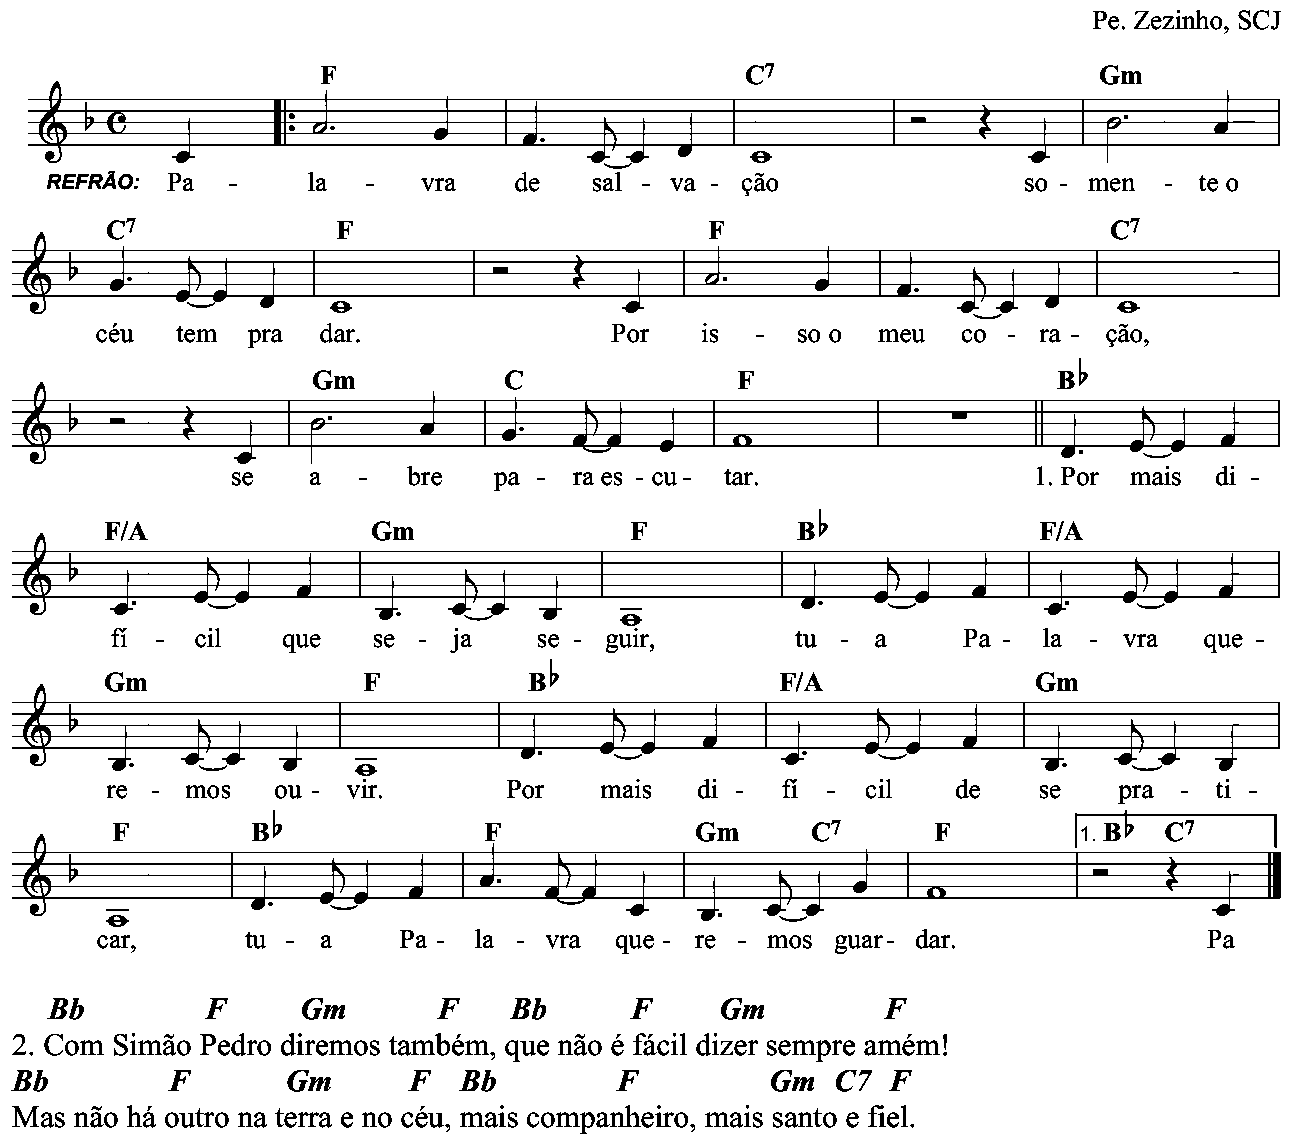 Pe. Zezinho, SCJ
F C7 Gm
REFRÃO: Pa - la - vra de sal - va - ção so - men - te o
C7 F F C7
céu tem pra dar. Por is - so o meu co - ra - ção,
Gm C F B♭
se a - bre pa - ra es - cu - tar. 1. Por mais di -
F/A Gm F B♭ F/A
fí - cil que se - ja se - guir, tu - a Pa - la - vra que -
Gm F B♭ F/A Gm
re - mos ou - vir. Por mais di - fí - cil de se pra - ti -
F B♭ F Gm C7 F 1. B♭ C7
car, tu - a Pa - la - vra que - re - mos guar - dar. Pa
Bb F Gm F Bb F Gm F
2. Com Simão Pedro diremos também, que não é fácil dizer sempre amém!
Bb F Gm F Bb F Gm C7 F
Mas não há outro na terra e no céu, mais companheiro, mais santo e fiel.